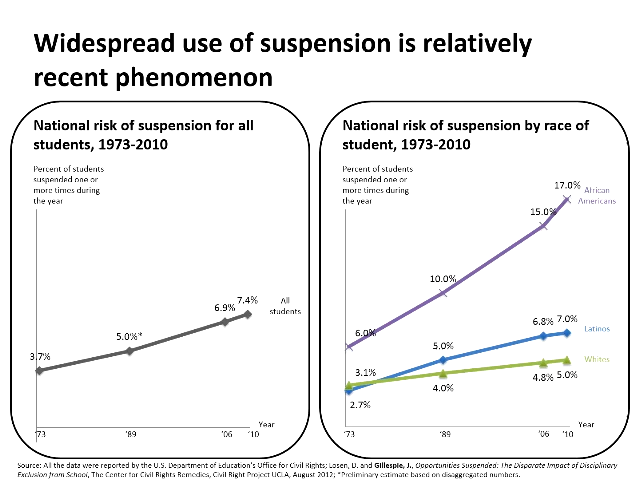 Widespread use of suspension is relatively
recent phenomenon
National risk of suspension for all
students, 1973-2010
Percent of students
suspended one or
more times during
the year
3.7%
5.0%*
6.9%
7.4%
All
students
Year
'73
'89
'06
'10
National risk of suspension by race of
student, 1973-2010
Percent of students
suspended one or
more times during
the year
17.0%
African
Americans
15.0%
10.0%
6.0%
6.8%
7.0%
Latinos
5.0%
Whites
3.1%
4.0%
4.8%
5.0%
2.7%
Year
'73
'89
'06
'10
Source: All the data were reported by the U.S. Department of Education's Office for Civil Rights; Losen, D. and Gillespie, J., Opportunities Suspended: The Disparate Impact of Disciplinary
Exclusion from School, The Center for Civil Rights Remedies, Civil Right Project UCLA, August 2012; *Preliminary estimate based on disaggregated numbers.